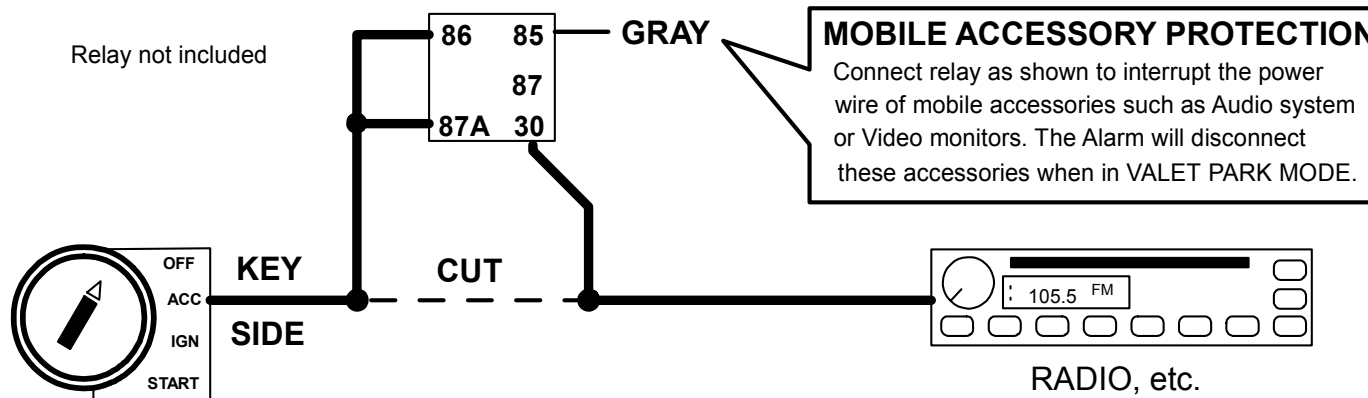 Relay not included
86 85
GRAY
87
87A 30
MOBILE ACCESSORY PROTECTION
Connect relay as shown to interrupt the power
wire of mobile accessories such as Audio system
or Video monitors. The Alarm will disconnect
these accessories when in VALET PARK MODE.
OFF
ACC
IGN
START
KEY
SIDE
CUT
105.5 FM
RADIO, etc.